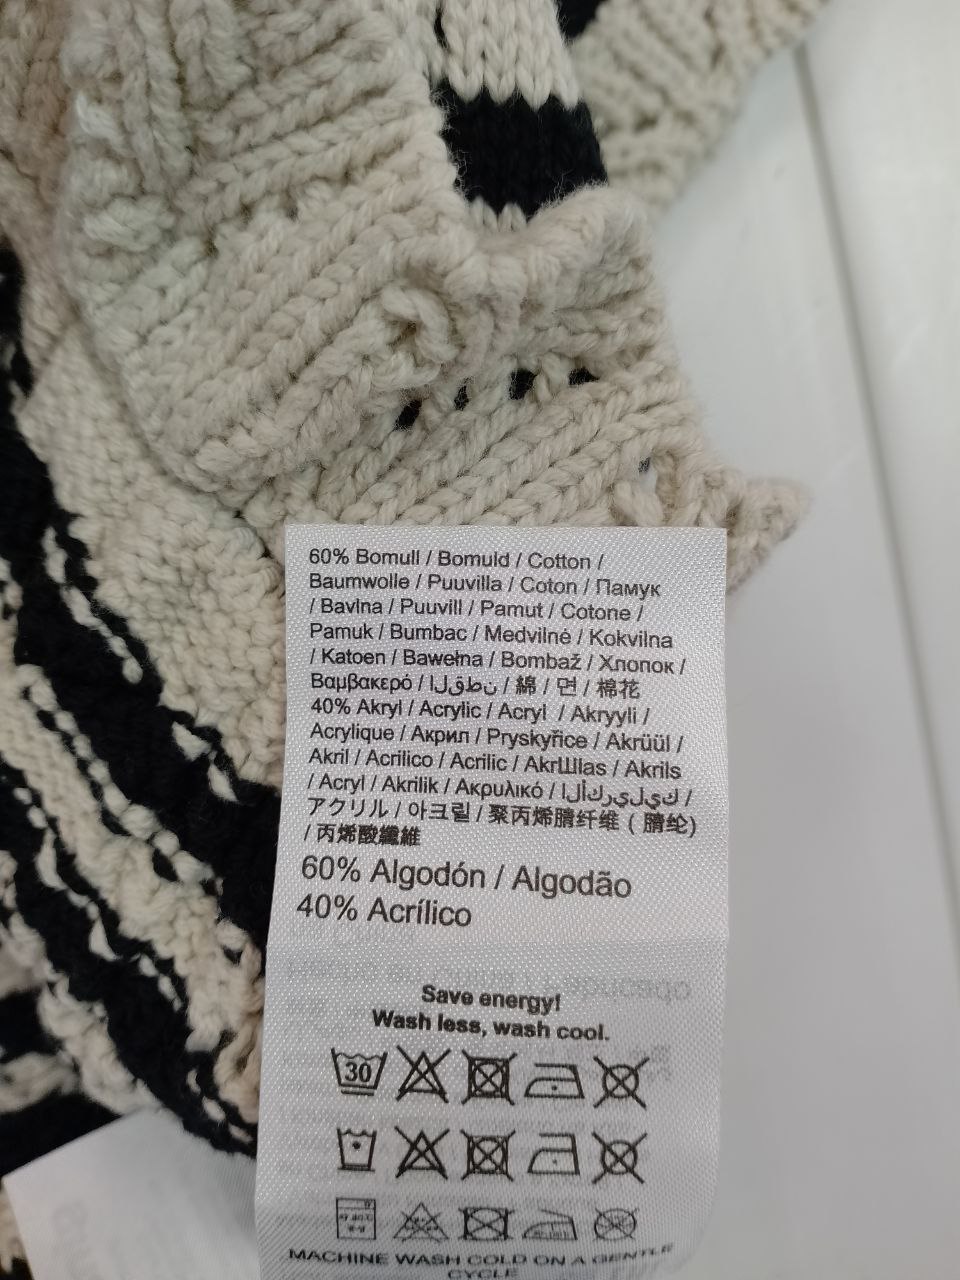 60% Bomull / Bomuld / Cotton /
Baumwolle / Puuvilla / Coton / Памук
/ Bavlna / Puuvill / Pamut / Cotone /
Pamuk / Bumbac / Medvilnė / Kokvilna
/ Katoen / Bawełna / Bombaž / Хлопок /
Βαμβακερό / نطقلا / 綿 / 면 / 棉花
40% Akryl / Acrylic / Acryl / Akryyli /
Acrylique / Акрил / Pryskyřice / Akrüül /
Akril / Acrilico / Acrilic / AkrШlas / Akrils
/ Acryl / Akrilik / Ακρυλικό / كيليركألا /
アクリル / 아크릴 / 聚丙烯腈纤维 ( 腈纶)
/ 丙烯酸纖維
60% Algodón / Algodão
40% Acrílico
Save energy!
Wash less, wash cool.
30
MACHINE WASH COLD ON A GENTLE
CYCLE